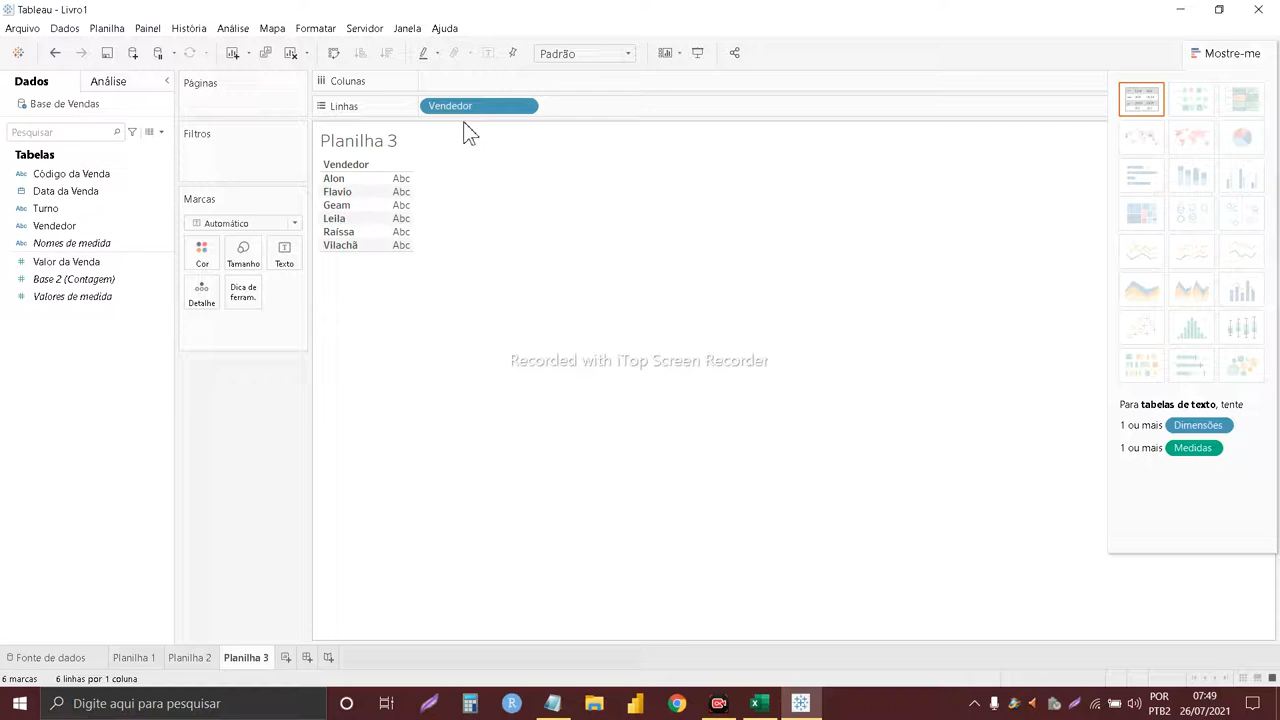 Tableau - Livro1
Arquivo Dados Planilha Painel História Análise Mapa Formatar Servidor Janela Ajuda
Padrão
Mostre-me
Dados Análise
Base de Vendas
Pesquisar
Tabelas
Abc Código da Venda
Data da Venda
Abc Turno
Abc Vendedor
Abc Nomes de medida
# Valor da Venda
# Base 2 (Contagem)
# Valores de medida
Páginas
Filtros
Marcas
Automático
Cor Tamanho Texto
Detalhe Dica de ferram.
Colunas
Linhas Vendedor
Planilha 3
Vendedor
Alon Abc
Flavio Abc
Geam Abc
Leila Abc
Raíssa Abc
Vilachã Abc
Recorded with iTop Screen Recorder
Para tabelas de texto, tente
1 ou mais Dimensões
1 ou mais Medidas
Fonte de dados Planilha 1 Planilha 2 Planilha 3
6 marcas 6 linhas por 1 coluna
Digite aqui para pesquisar
POR 07:49
PTB2 26/07/2021